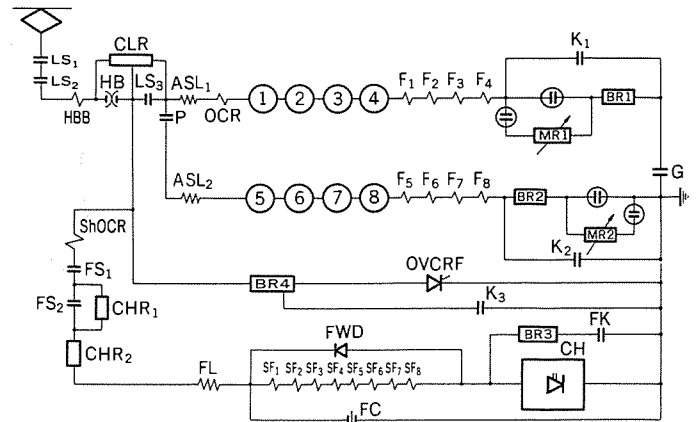 CLR
K₁
LS₁
LS₂
HB
LS₃
ASL₁
HBB
OCR
P
1 2 3 4
F₁ F₂ F₃ F₄
BR1
MR1
G
ASL₂
5 6 7 8
F₅ F₆ F₇ F₈
BR2
MR2
K₂
ShOCR
FS₁
FS₂
CHR₁
CHR₂
OVCRF
BR4
K₃
FWD
BR3
FK
CH
FL
SF₁ SF₂ SF₃ SF₄ SF₅ SF₆ SF₇ SF₈
FC